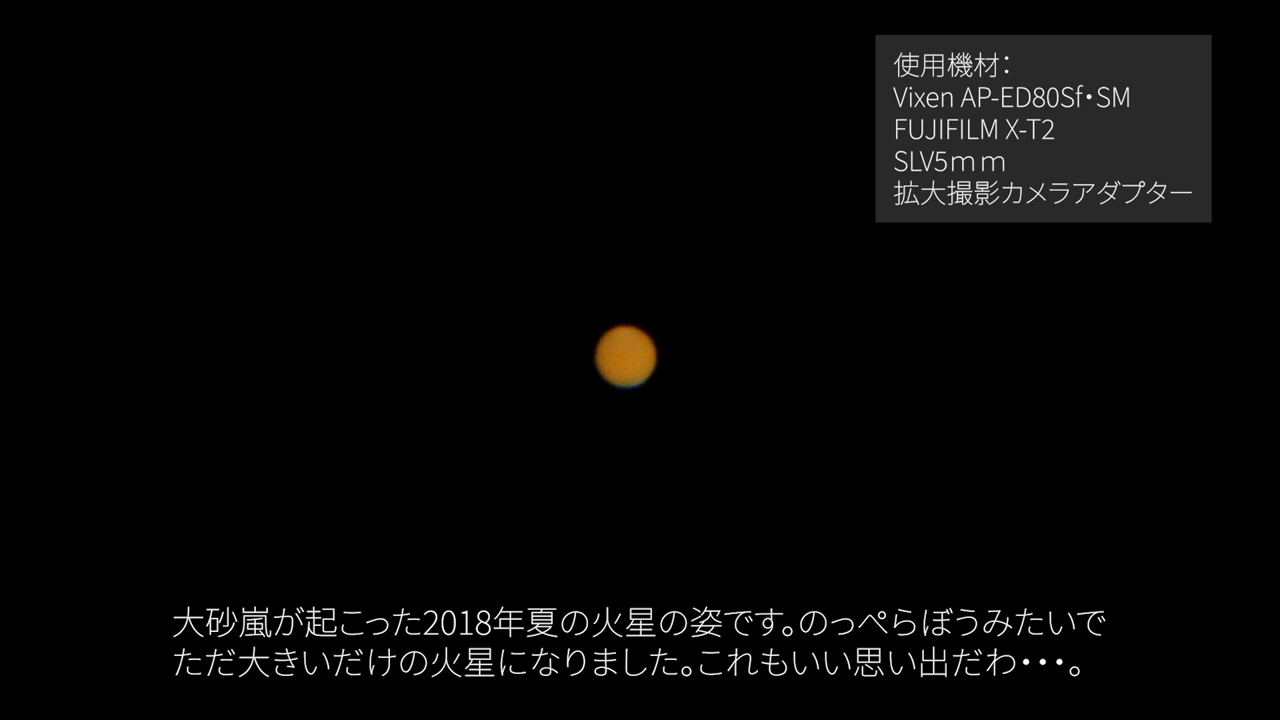 使用機材：
Vixen AP-ED80Sf・SM
FUJIFILM X-T2
SLV5ｍｍ
拡大撮影カメラアダプター
大砂嵐が起こった2018年夏の火星の姿です。のっぺらぼうみたいで
ただ大きいだけの火星になりました。これもいい思い出だわ・・・。